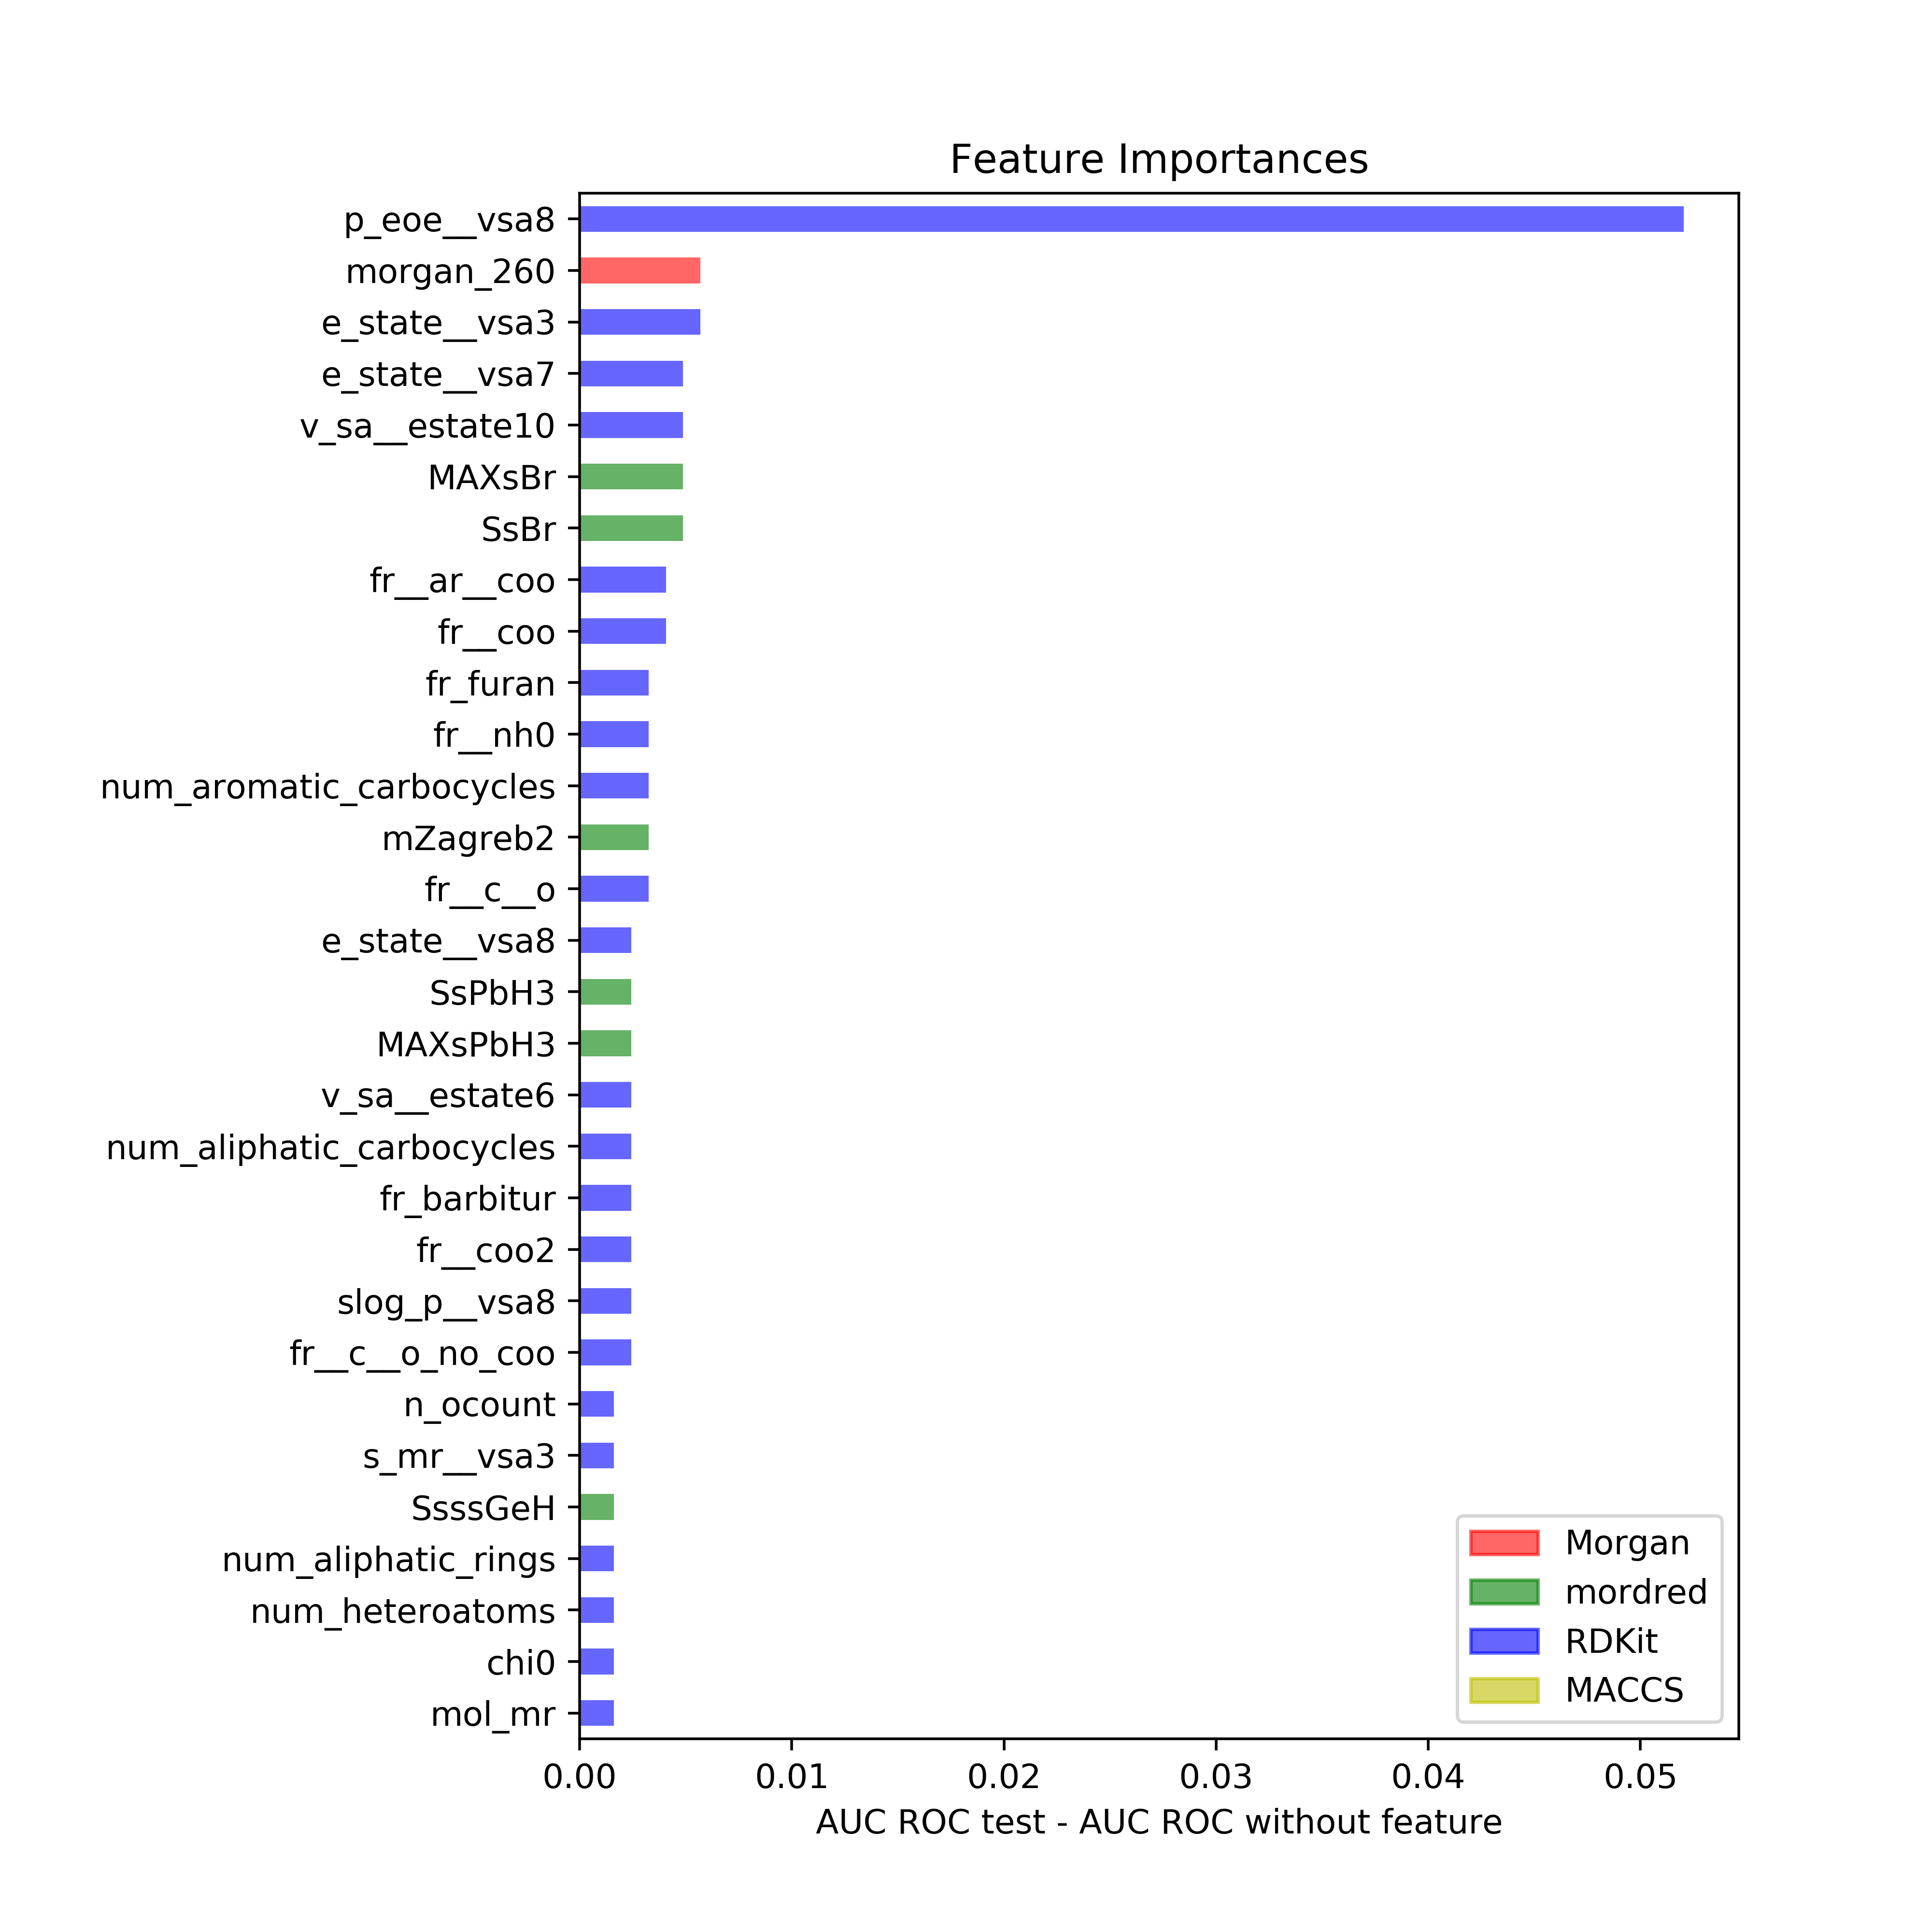 Feature Importances
p_eoe__vsa8
morgan_260
e_state__vsa3
e_state__vsa7
v_sa__estate10
MAXsBr
SsBr
fr__ar__coo
fr__coo
fr_furan
fr__nh0
num_aromatic_carbocycles
mZagreb2
fr__c__o
e_state__vsa8
SsPbH3
MAXsPbH3
v_sa__estate6
num_aliphatic_carbocycles
fr_barbitur
fr__coo2
slog_p__vsa8
fr__c__o_no_coo
n_ocount
s_mr__vsa3
SsssGeH
num_aliphatic_rings
num_heteroatoms
chi0
mol_mr
Morgan
mordred
RDKit
MACCS
0.00 0.01 0.02 0.03 0.04 0.05
AUC ROC test - AUC ROC without feature